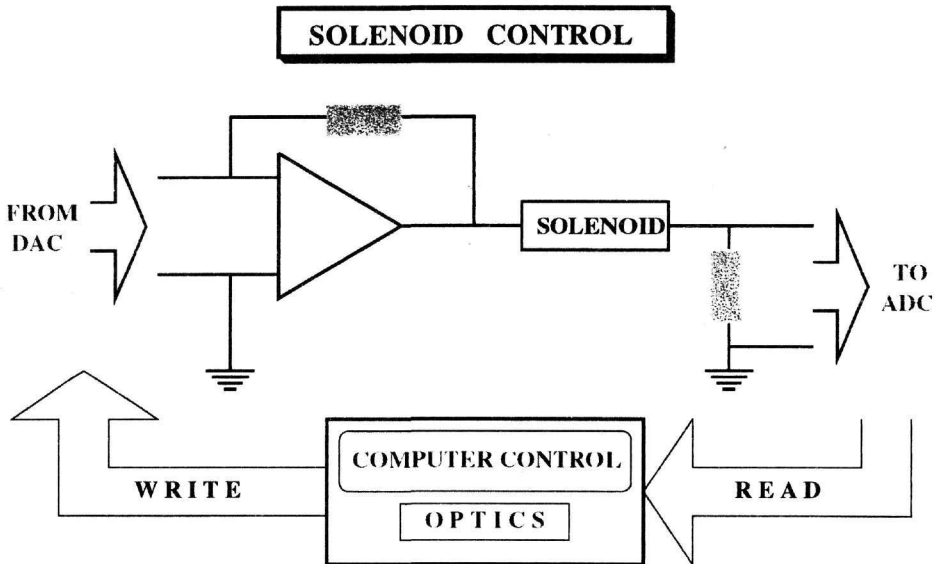 SOLENOID CONTROL
FROM
DAC
SOLENOID
TO
ADC
COMPUTER CONTROL
WRITE
READ
OPTICS